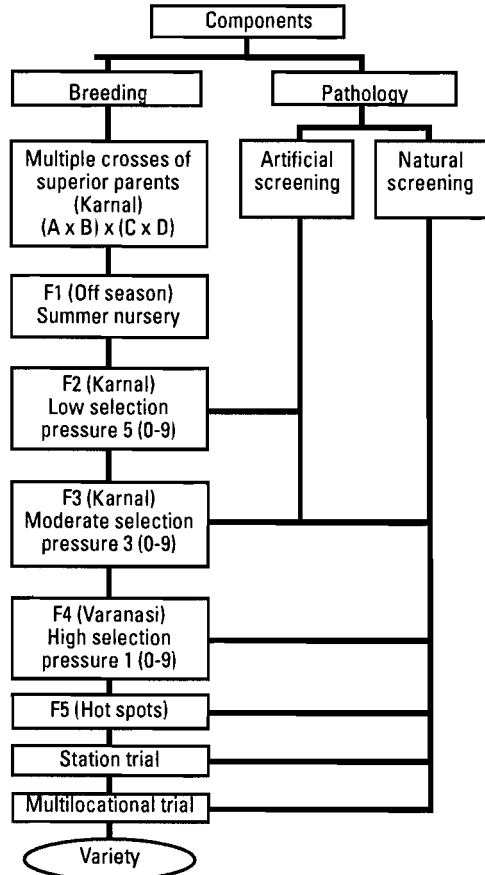 Components
Breeding
Pathology
Multiple crosses of
superior parents
(Karnal)
(A x B) x (C x D)
Artificial
screening
Natural
screening
F1 (Off season)
Summer nursery
F2 (Karnal)
Low selection
pressure 5 (0-9)
F3 (Karnal)
Moderate selection
pressure 3 (0-9)
F4 (Varanasi)
High selection
pressure 1 (0-9)
F5 (Hot spots)
Station trial
Multilocational trial
Variety